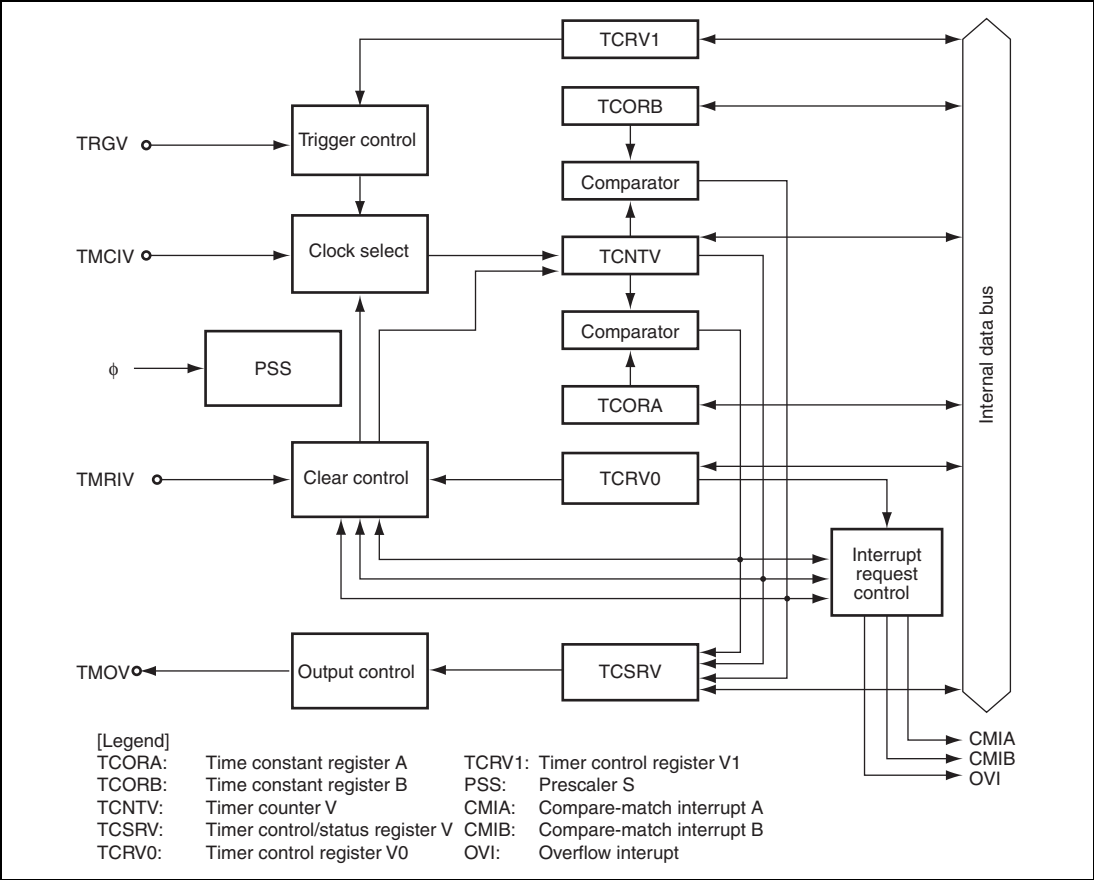 TCRV1
TCORB
TRGV
Trigger control
Comparator
TMCIV
Clock select
TCNTV
Comparator
φ
PSS
TCORA
Internal data bus
TMRIV
Clear control
TCRV0
Interrupt
request
control
TMOV
Output control
TCSRV
CMIA
CMIB
OVI
[Legend]
TCORA: Time constant register A
TCORB: Time constant register B
TCNTV: Timer counter V
TCSRV: Timer control/status register V
TCRV0: Timer control register V0
TCRV1: Timer control register V1
PSS: Prescaler S
CMIA: Compare-match interrupt A
CMIB: Compare-match interrupt B
OVI: Overflow interupt